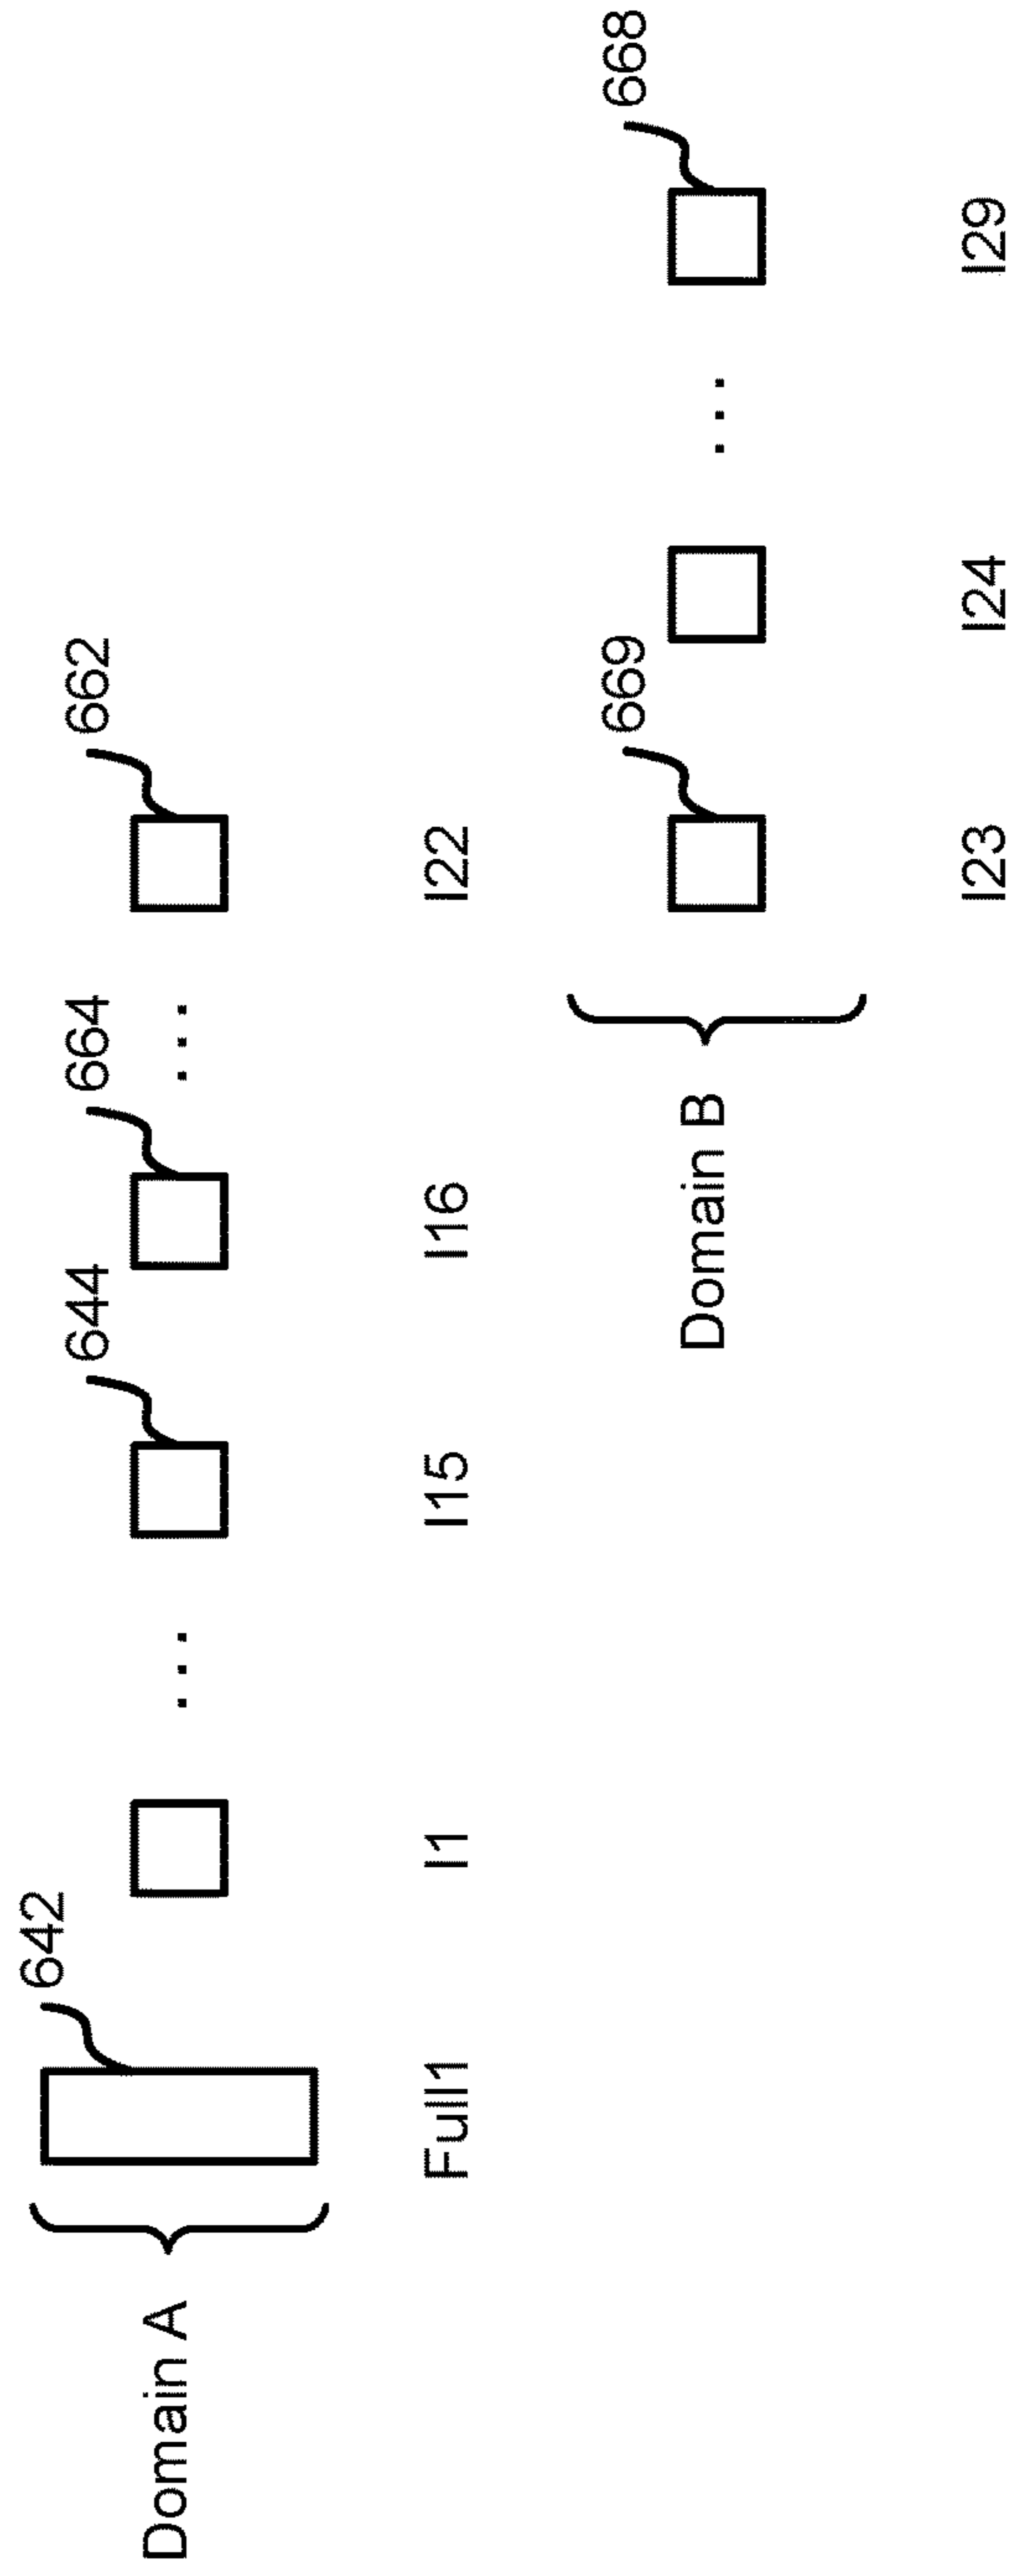 642 644 664 662
Domain A
Full1 I1 ... I15 I16 ... I22
669 668
Domain B ...
I23 I24 I29